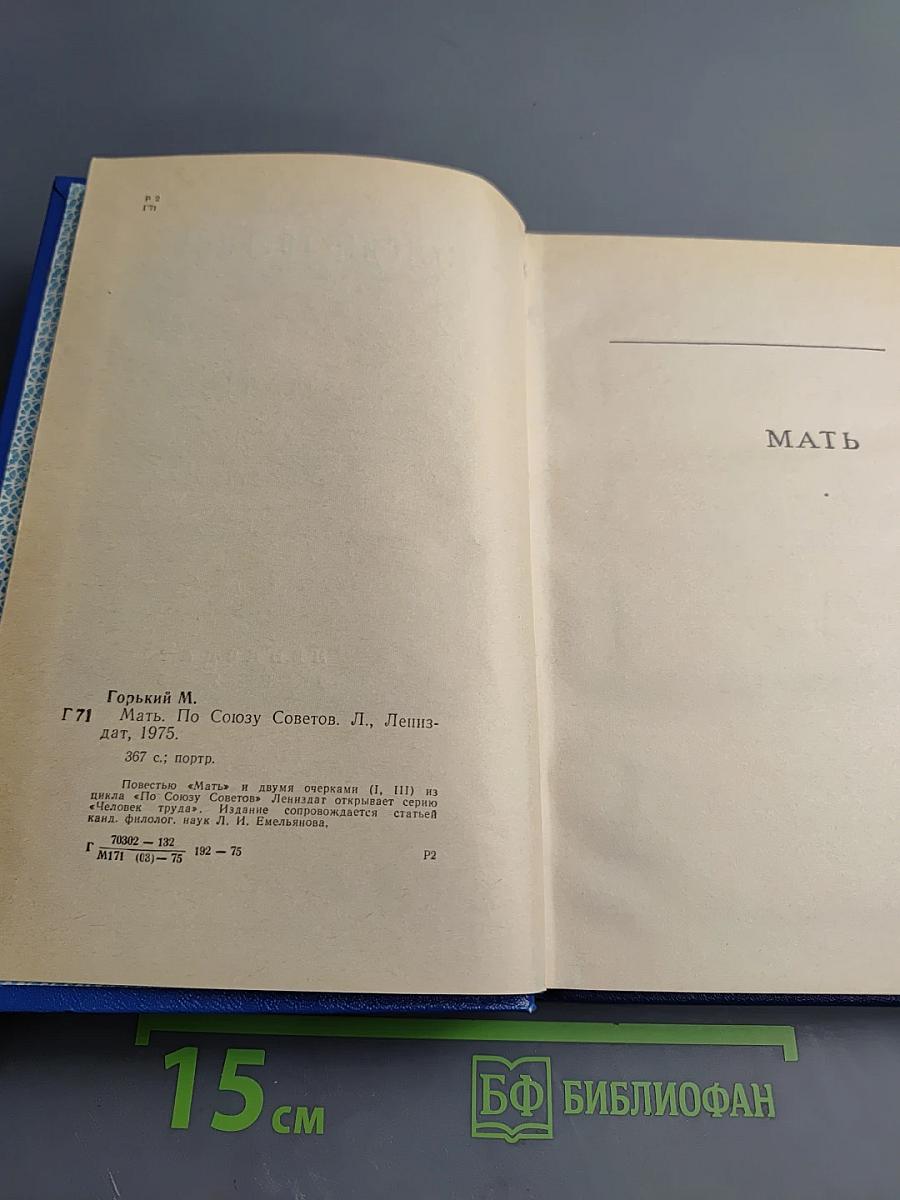 Р 2
Г71
Горький М.
Г 71 Мать. По Союзу Советов. Л., Лениз-
дат, 1975.
367 с.; портр.
Повестью «Мать» и двумя очерками (I, III) из
цикла «По Союзу Советов» Лениздат открывает серию
«Человек труда». Издание сопровождается статьей
канд. филолог. наук Л. И. Емельянова.
Г 70302 — 132
М171 (03) — 75 192 — 75 Р2
МАТЬ
15 см
БФ БИБЛИОФАН